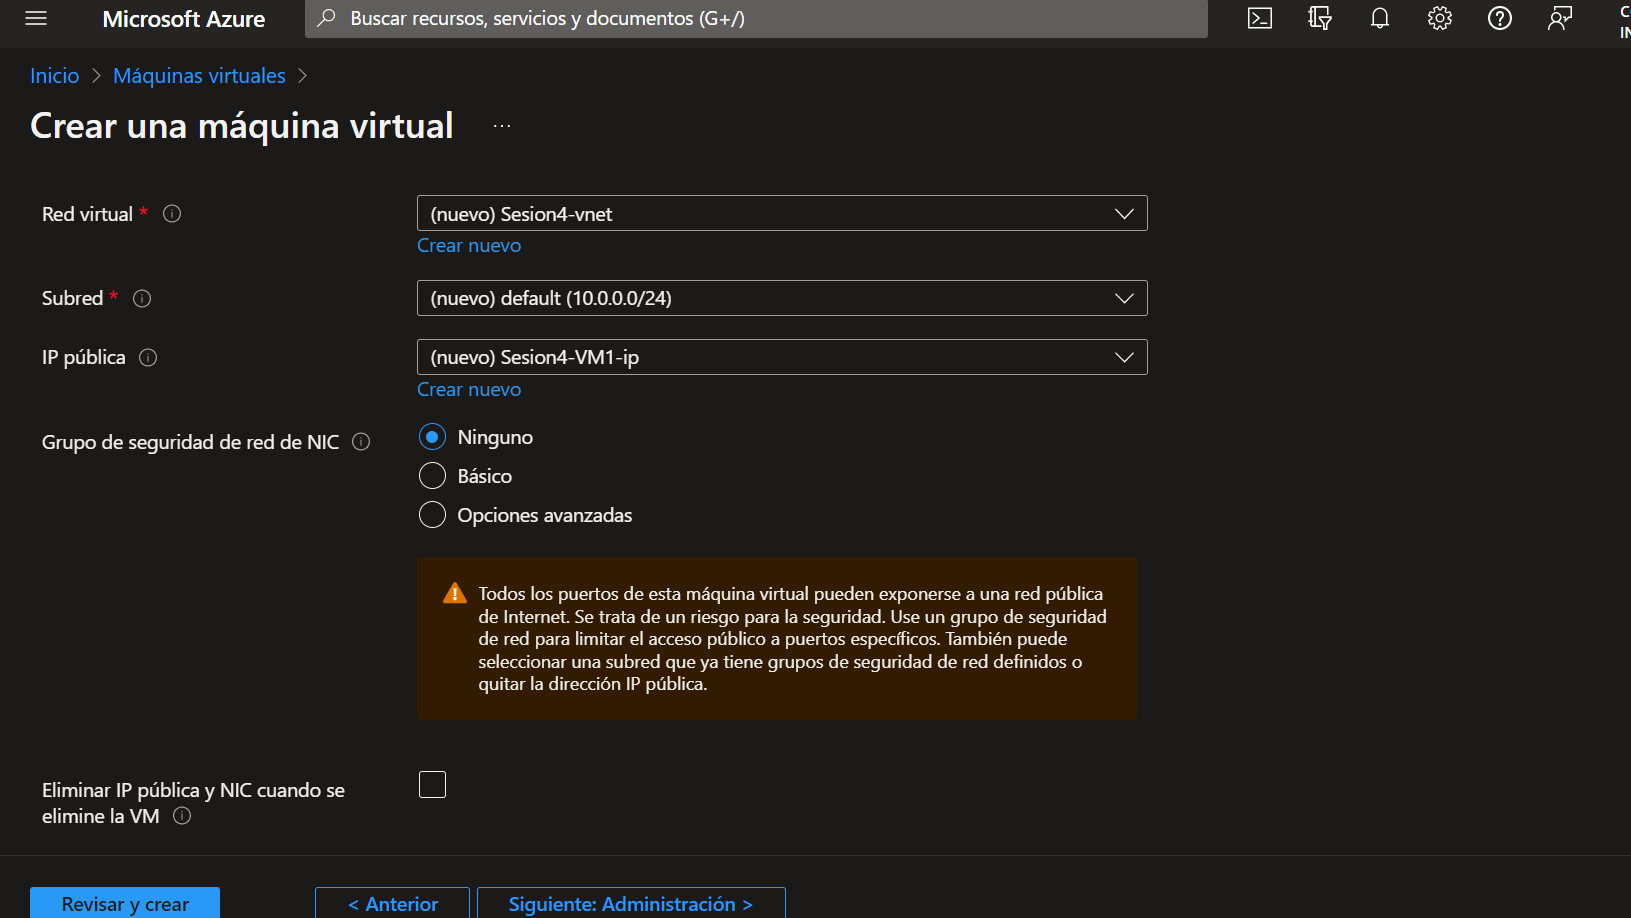 Microsoft Azure
Buscar recursos, servicios y documentos (G+/)
Inicio > Máquinas virtuales >
Crear una máquina virtual ...
Red virtual *
(nuevo) Sesion4-vnet
Crear nuevo
Subred *
(nuevo) default (10.0.0.0/24)
IP pública
(nuevo) Sesion4-VM1-ip
Crear nuevo
Grupo de seguridad de red de NIC
Ninguno
Básico
Opciones avanzadas
Todos los puertos de esta máquina virtual pueden exponerse a una red pública
de Internet. Se trata de un riesgo para la seguridad. Use un grupo de seguridad
de red para limitar el acceso público a puertos específicos. También puede
seleccionar una subred que ya tiene grupos de seguridad de red definidos o
quitar la dirección IP pública.
Eliminar IP pública y NIC cuando se
elimine la VM
Revisar y crear
< Anterior
Siguiente: Administración >